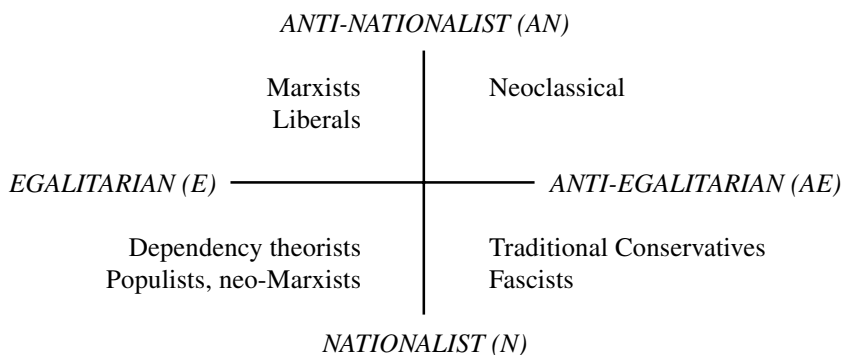 ANTI-NATIONALIST (AN)
Marxists Neoclassical
Liberals
EGALITARIAN (E) ANTI-EGALITARIAN (AE)
Dependency theorists Traditional Conservatives
Populists, neo-Marxists Fascists
NATIONALIST (N)